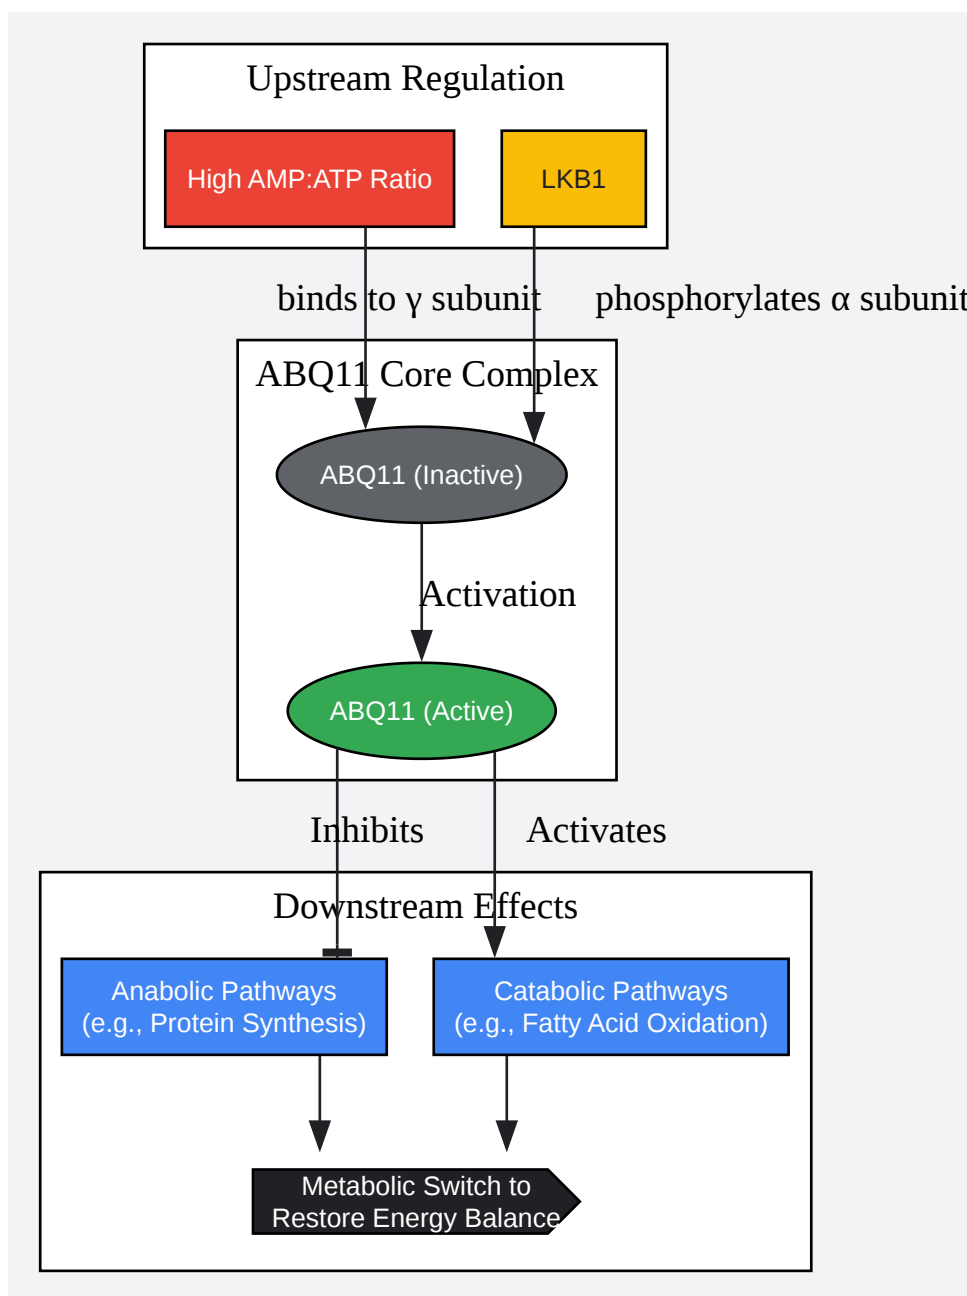 Upstream Regulation
High AMP:ATP Ratio
LKB1
binds to γ subunit
phosphorylates α subunit
ABQ11 Core Complex
ABQ11 (Inactive)
Activation
ABQ11 (Active)
Inhibits
Activates
Downstream Effects
Anabolic Pathways
(e.g., Protein Synthesis)
Catabolic Pathways
(e.g., Fatty Acid Oxidation)
Metabolic Switch to
Restore Energy Balance